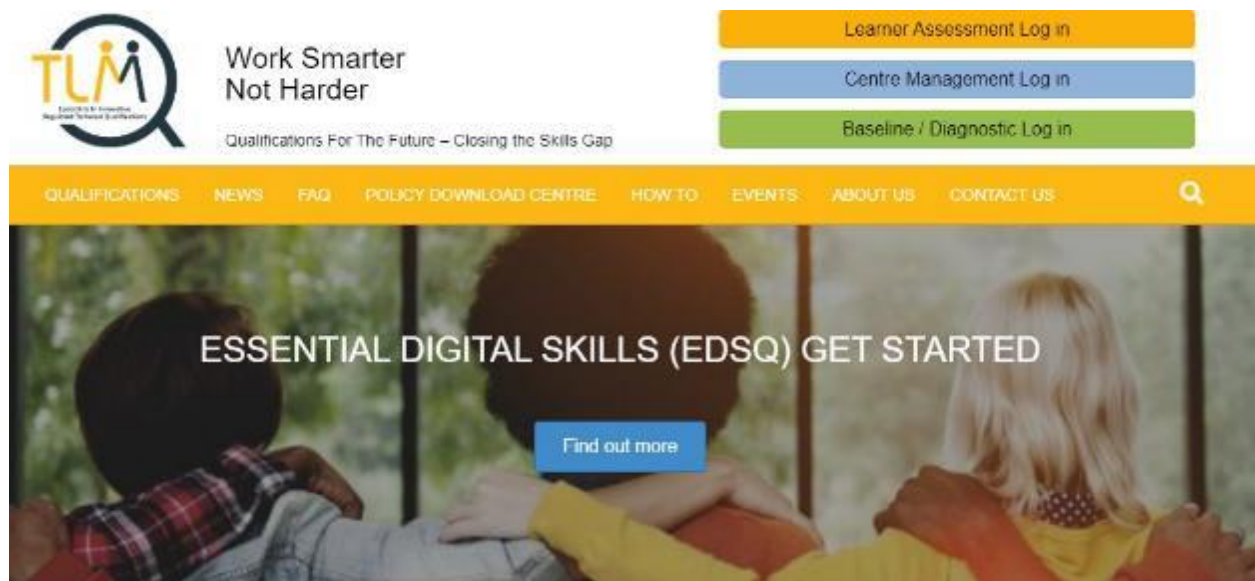 TLM
Work Smarter
Not Harder
Qualifications For The Future – Closing the Skills Gap
Learner Assessment Log in
Centre Management Log in
Baseline / Diagnostic Log in
QUALIFICATIONS NEWS FAQ POLICY DOWNLOAD CENTRE HOW TO EVENTS ABOUT US CONTACT US
ESSENTIAL DIGITAL SKILLS (EDSQ) GET STARTED
Find out more